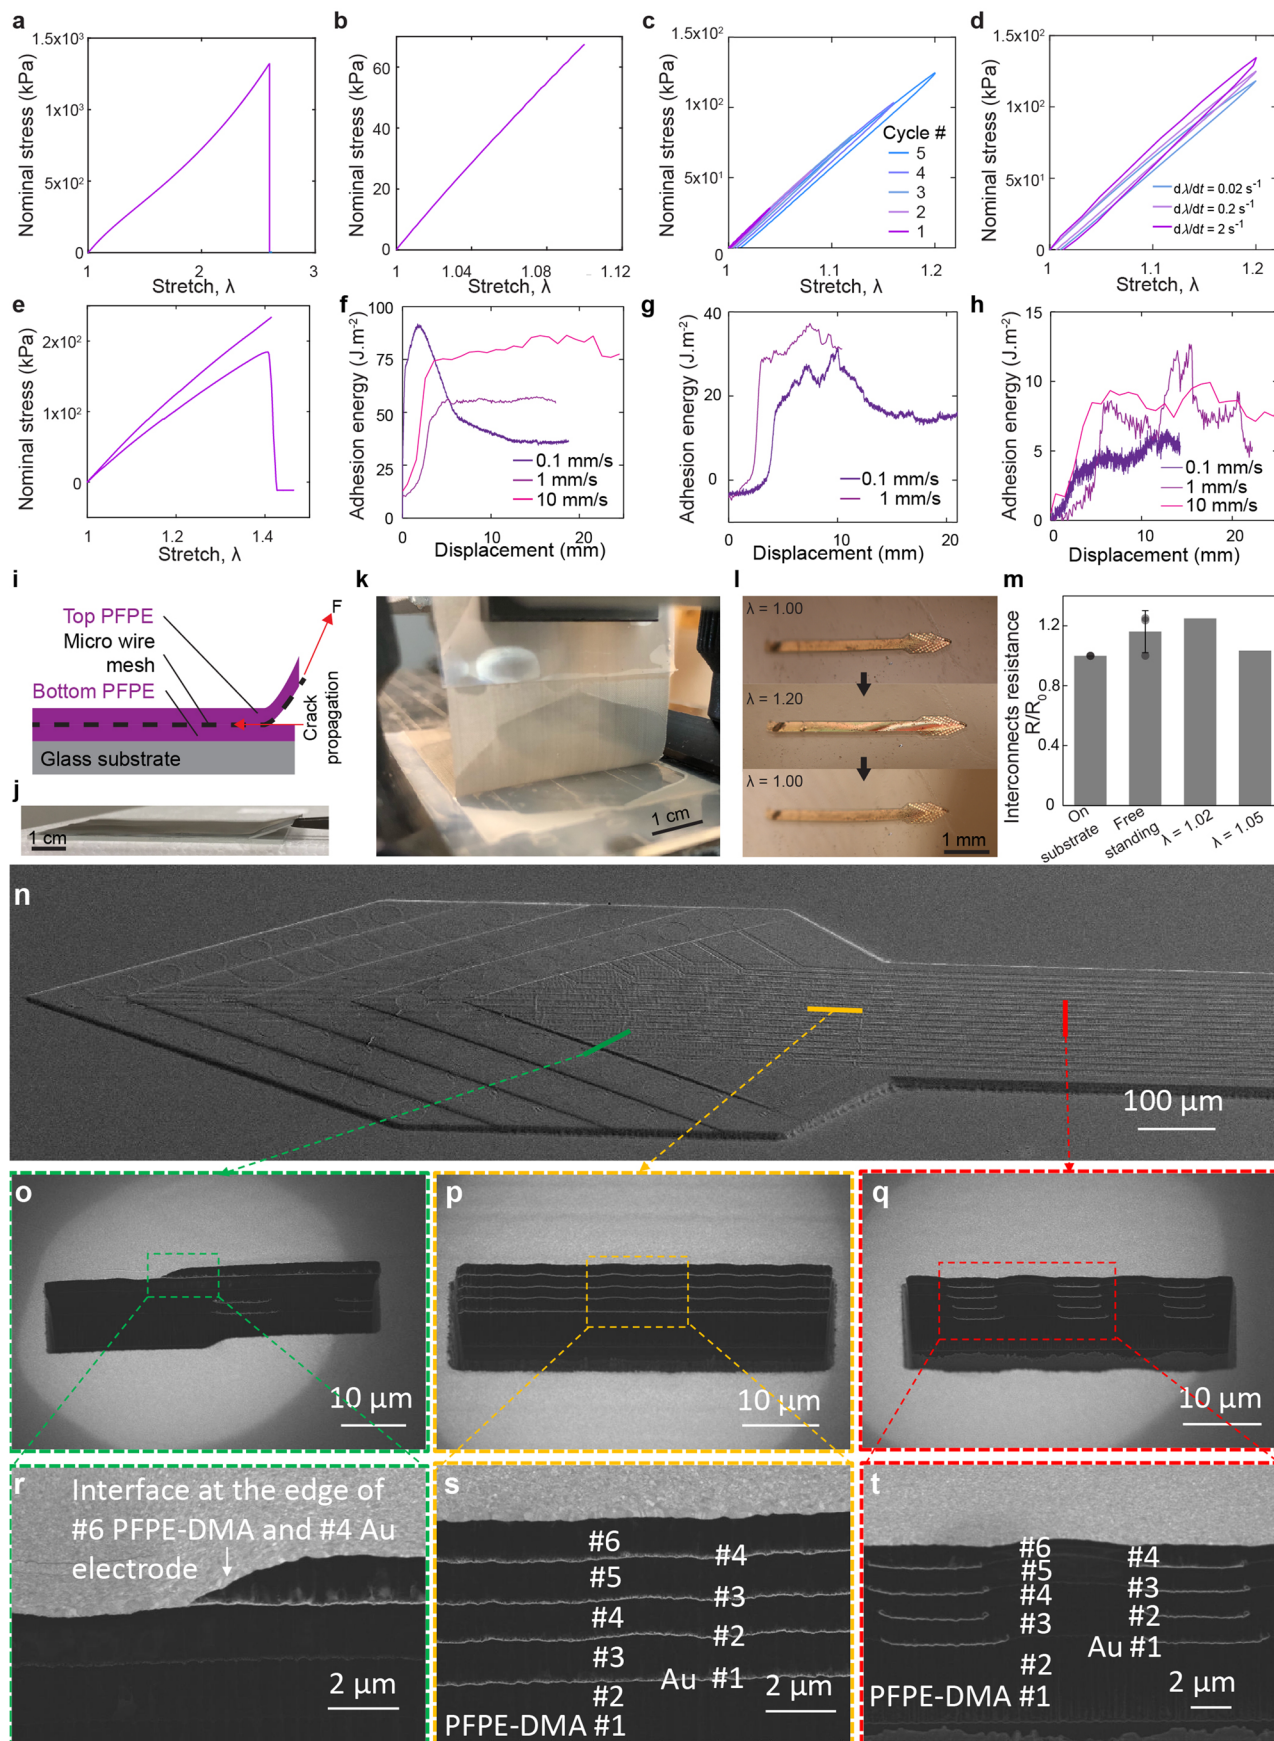 a
Nominal stress (kPa)
1.5x10³
1x10³
5x10²
0
1
2
3
Stretch, λ
b
Nominal stress (kPa)
60
40
20
0
1
1.04
1.08
1.12
Stretch, λ
c
Nominal stress (kPa)
1.5x10²
1x10²
5x10¹
0
Cycle #
5
4
3
2
1
1
1.1
1.2
Stretch, λ
d
Nominal stress (kPa)
1.5x10²
1x10²
5x10¹
0
dλ/dt = 0.02 s⁻¹
dλ/dt = 0.2 s⁻¹
dλ/dt = 2 s⁻¹
1
1.1
1.2
Stretch, λ
e
Nominal stress (kPa)
2x10²
1x10²
0
1
1.2
1.4
Stretch, λ
f
Adhesion energy (J.m⁻²)
100
75
50
25
0
0.1 mm/s
1 mm/s
10 mm/s
0
10
20
Displacement (mm)
g
Adhesion energy (J.m⁻²)
40
20
0
0.1 mm/s
1 mm/s
0
10
20
Displacement (mm)
h
Adhesion energy (J.m⁻²)
15
10
5
0
0.1 mm/s
1 mm/s
10 mm/s
0
10
20
Displacement (mm)
i
Top PFPE
Micro wire
mesh
Bottom PFPE
Glass substrate
F
Crack
propagation
j
1 cm
k
1 cm
l
λ = 1.00
λ = 1.20
λ = 1.00
1 mm
m
Interconnects resistance
R/R₀
1.2
0.8
0.4
0
On
substrate
Free
standing
λ = 1.02
λ = 1.05
n
100 µm
o
10 µm
p
10 µm
q
10 µm
r
Interface at the edge of
#6 PFPE-DMA and #4 Au
electrode
2 µm
s
#6
#4
#5
#3
#4
#2
#3
Au #1
#2
PFPE-DMA #1
2 µm
t
#6
#4
#5
#3
#4
#2
#3
Au #1
#2
PFPE-DMA #1
2 µm